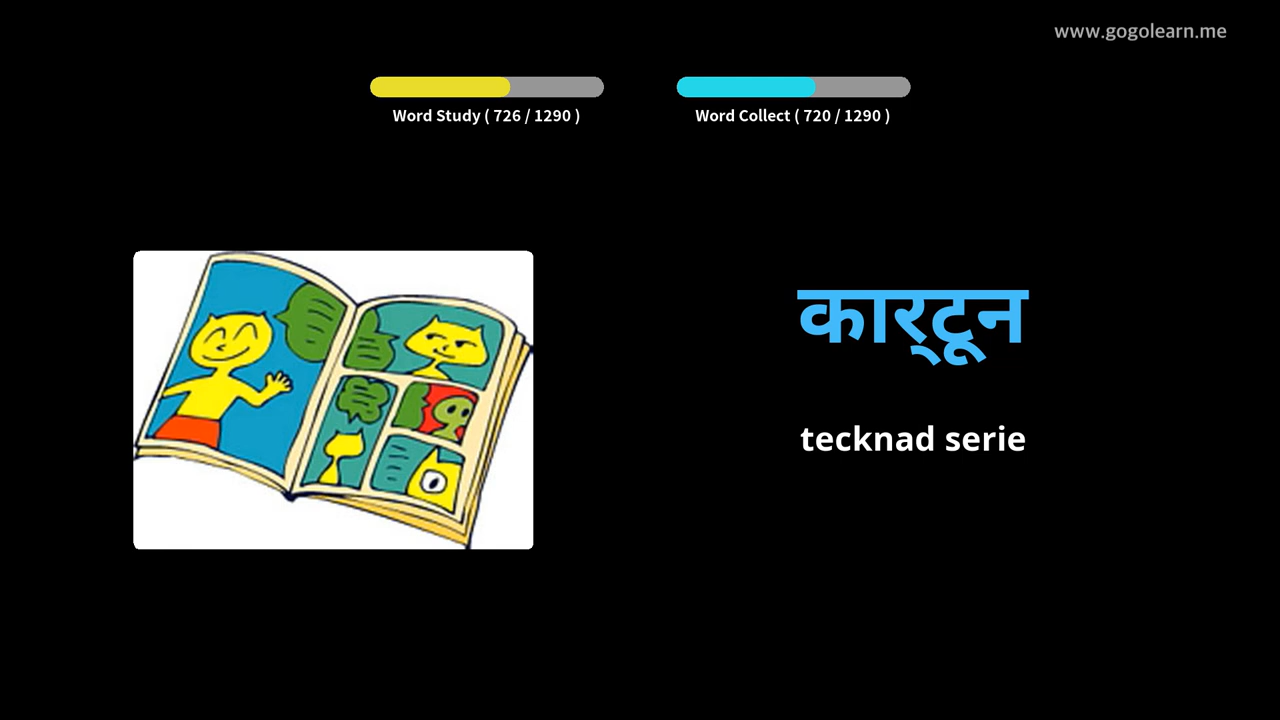 www.gogolearn.me
Word Study ( 726 / 1290 )
Word Collect ( 720 / 1290 )
कार्‌टून
tecknad serie